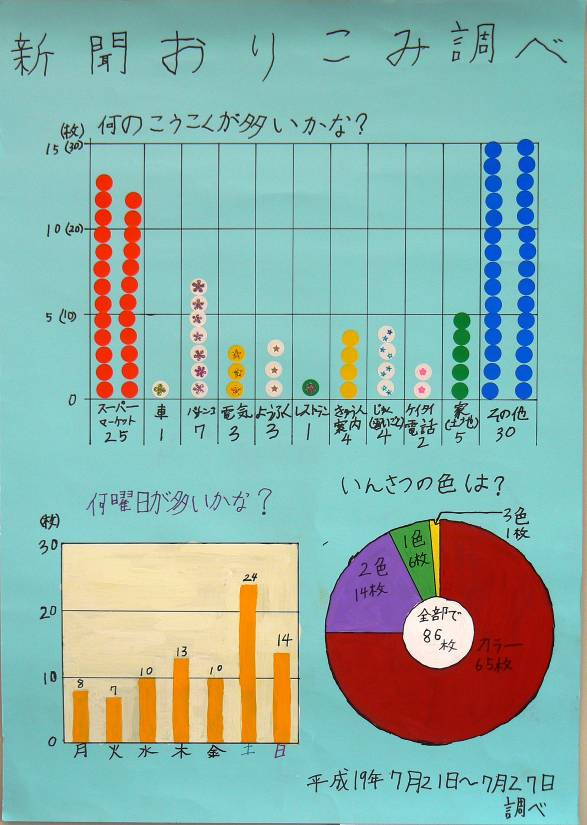 新聞おりこみ調べ
何のこうこくが多いかな？
(枚)
15(30)
10(20)
5(10)
0
スーパーマーケット 25
車 1
パチンコ 7
電気 3
ようふく 3
レストラン 1
きゅう人案内 4
じゅく(習いごと) 4
ケイタイ電話 2
家(土地) 5
その他 30
何曜日が多いかな？
(枚)
30
20
10
0
8 7 10 13 10 24 14
月 火 水 木 金 土 日
いんさつの色は？
3色 1枚
1色 6枚
2色 14枚
全部で 86枚
カラー 65枚
平成19年7月21日〜7月27日
調べ